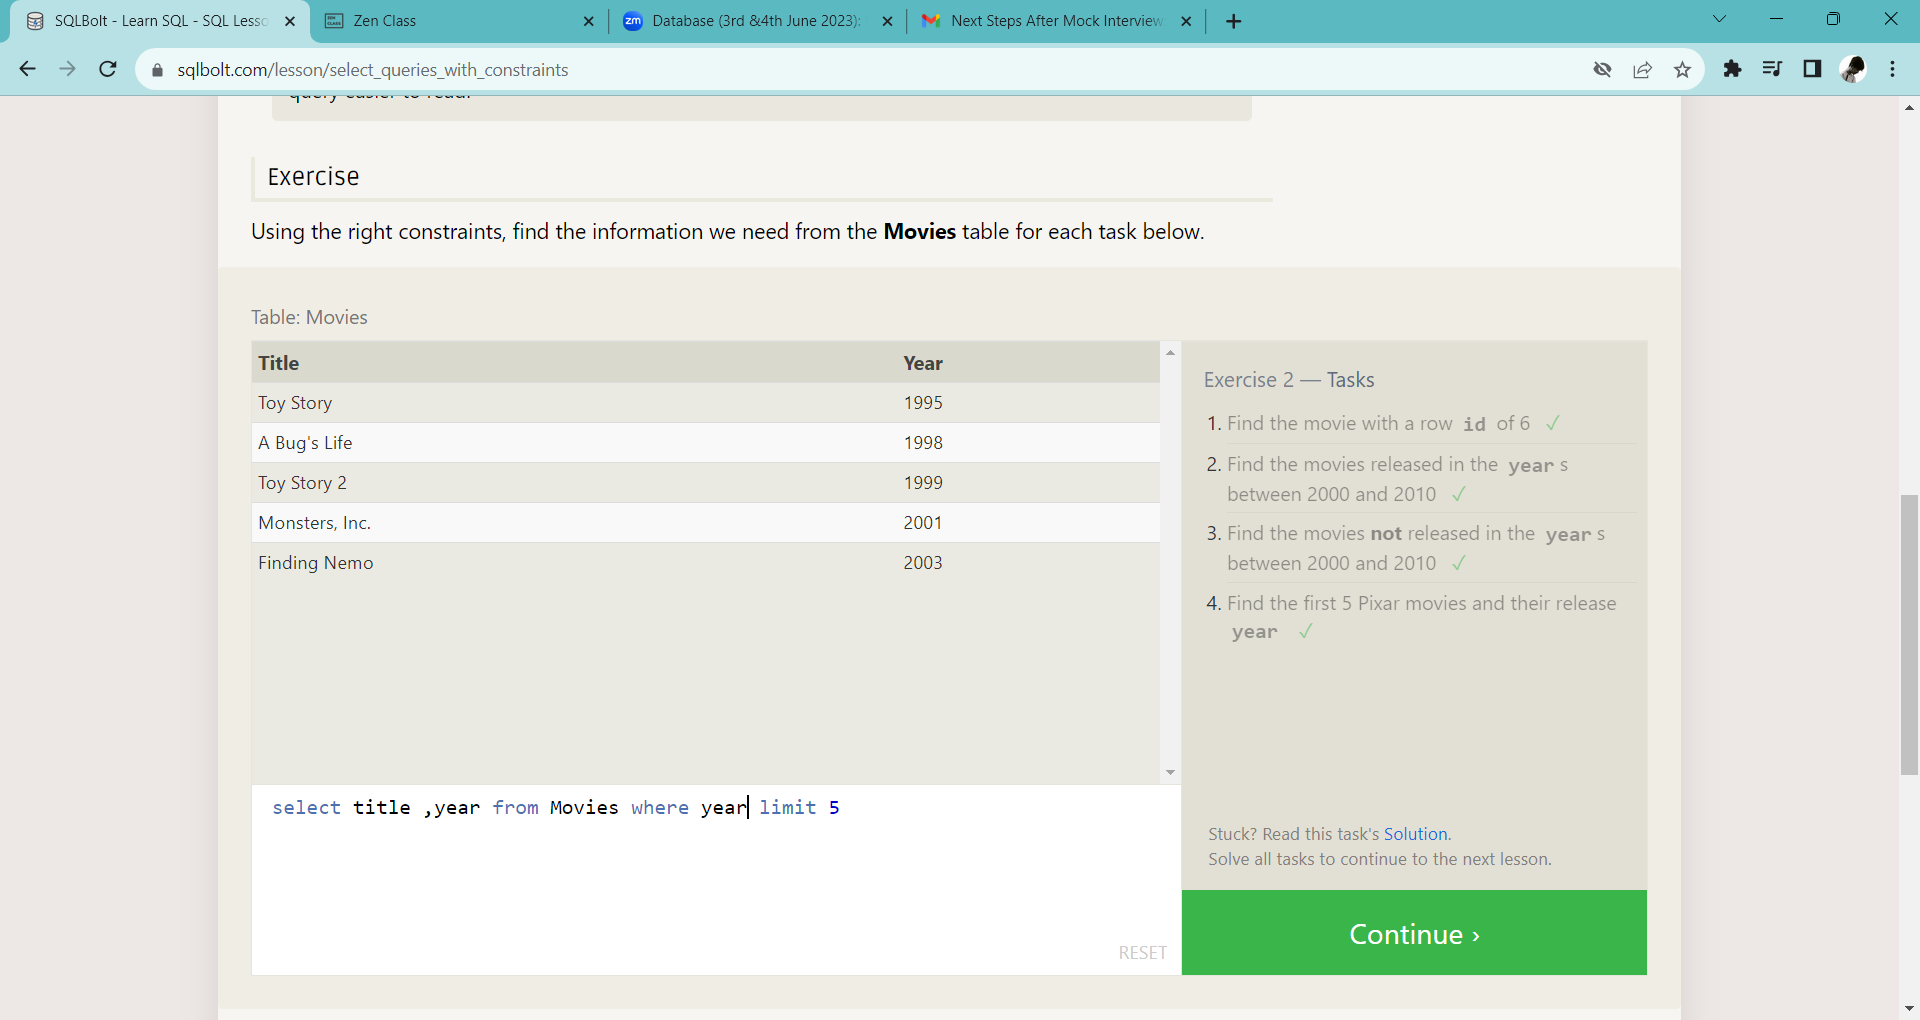 SQLBolt - Learn SQL - SQL Lesso
Zen Class
Database (3rd &4th June 2023):
Next Steps After Mock Interview
sqlbolt.com/lesson/select_queries_with_constraints
query easier to read.
Exercise
Using the right constraints, find the information we need from the Movies table for each task below.
Table: Movies
Title Year
Toy Story 1995
A Bug's Life 1998
Toy Story 2 1999
Monsters, Inc. 2001
Finding Nemo 2003
select title ,year from Movies where year limit 5
RESET
Exercise 2 — Tasks
1. Find the movie with a row id of 6 ✓
2. Find the movies released in the year s
between 2000 and 2010 ✓
3. Find the movies not released in the year s
between 2000 and 2010 ✓
4. Find the first 5 Pixar movies and their release
year ✓
Stuck? Read this task's Solution.
Solve all tasks to continue to the next lesson.
Continue ›